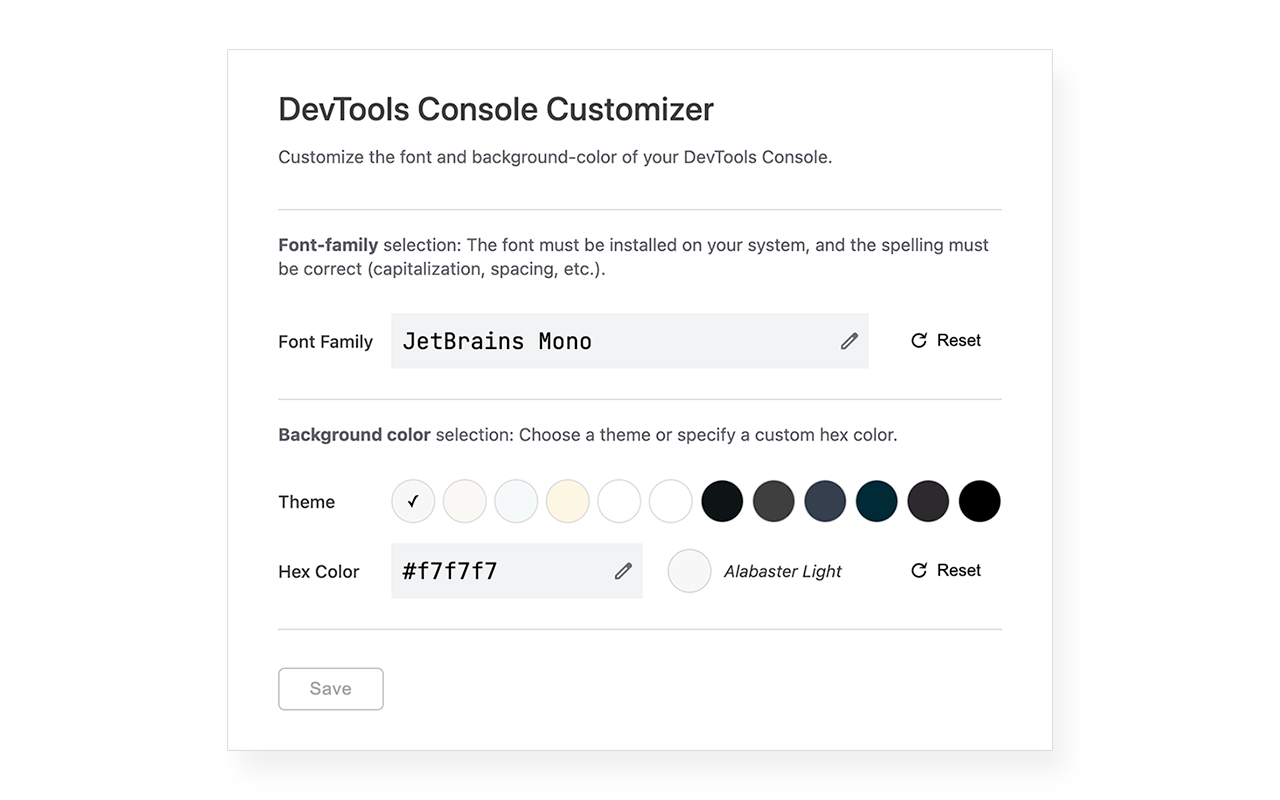 DevTools Console Customizer
Customize the font and background-color of your DevTools Console.
Font-family selection: The font must be installed on your system, and the spelling must
be correct (capitalization, spacing, etc.).
Font Family JetBrains Mono Reset
Background color selection: Choose a theme or specify a custom hex color.
Theme
Hex Color #f7f7f7 Alabaster Light Reset
Save